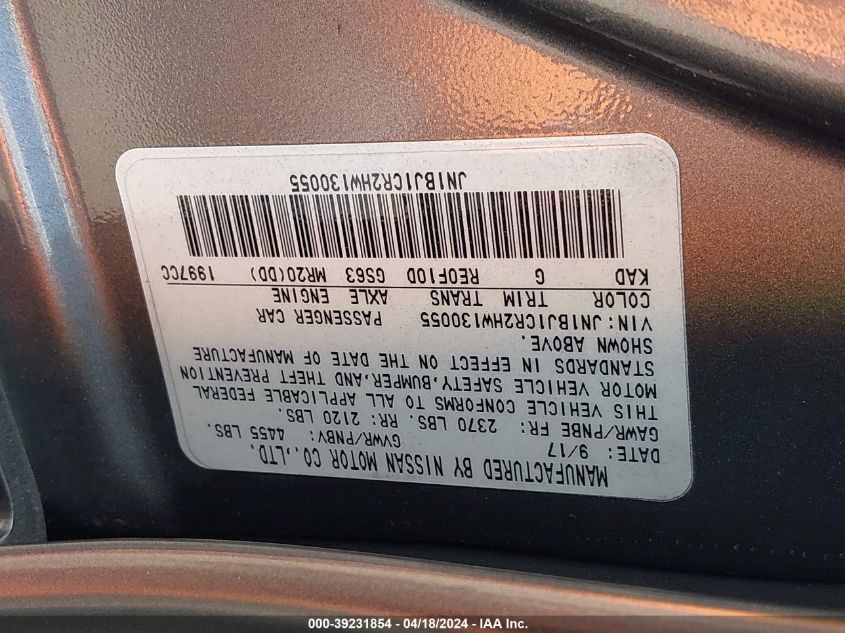 MANUFACTURED BY NISSAN MOTOR CO.,LTD.
DATE: 9/17 GVWR/PNBV: 4455 LBS.
GAWR/PNBE FR: 2370 LBS. RR: 2120 LBS.
THIS VEHICLE CONFORMS TO ALL APPLICABLE FEDERAL
MOTOR VEHICLE SAFETY,BUMPER,AND THEFT PREVENTION
STANDARDS IN EFFECT ON THE DATE OF MANUFACTURE
SHOWN ABOVE.
VIN:JN1BJ1CR2HW130055 PASSENGER CAR
COLOR TRIM TRANS AXLE ENGINE
KAD G RE0F10D GS63 MR20(DD) 1997CC
JN1BJ1CR2HW130055
000-39231854 - 04/18/2024 - IAA Inc.